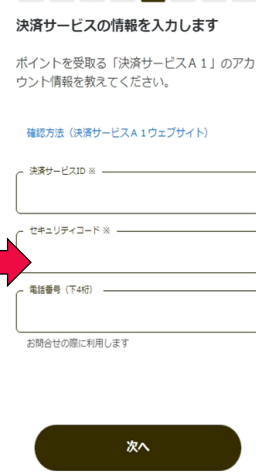 決済サービスの情報を入力します
ポイントを受取る「決済サービスＡ１」のアカ
ウント情報を教えてください。
確認方法（決済サービスＡ１ウェブサイト）
決済サービスID ※
セキュリティコード ※
電話番号（下4桁）
お問合せの際に利用します
次へ